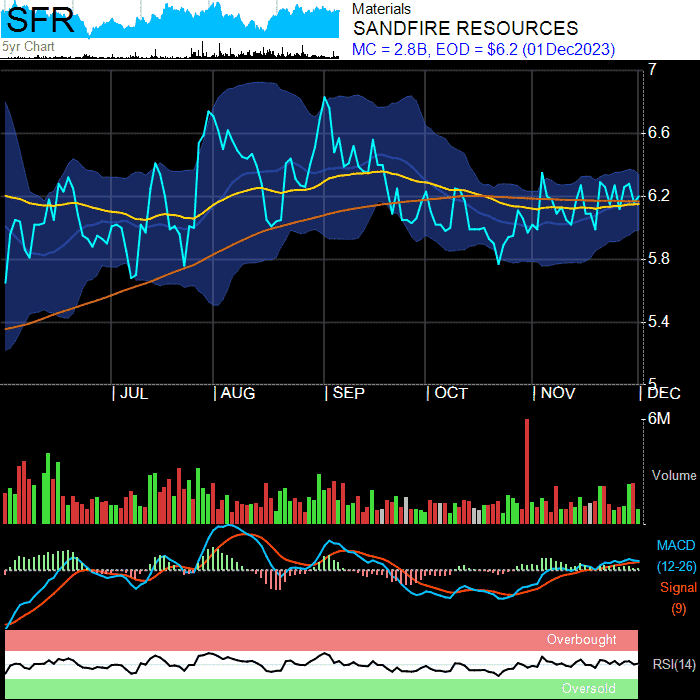 SFR
5yr Chart
Materials
SANDFIRE RESOURCES
MC = 2.8B, EOD = $6.2 (01Dec2023)
7
6.6
6.2
5.8
5.4
5
JUL AUG SEP OCT NOV DEC
6M
Volume
MACD
(12-26)
Signal
(9)
Overbought
RSI(14)
Oversold